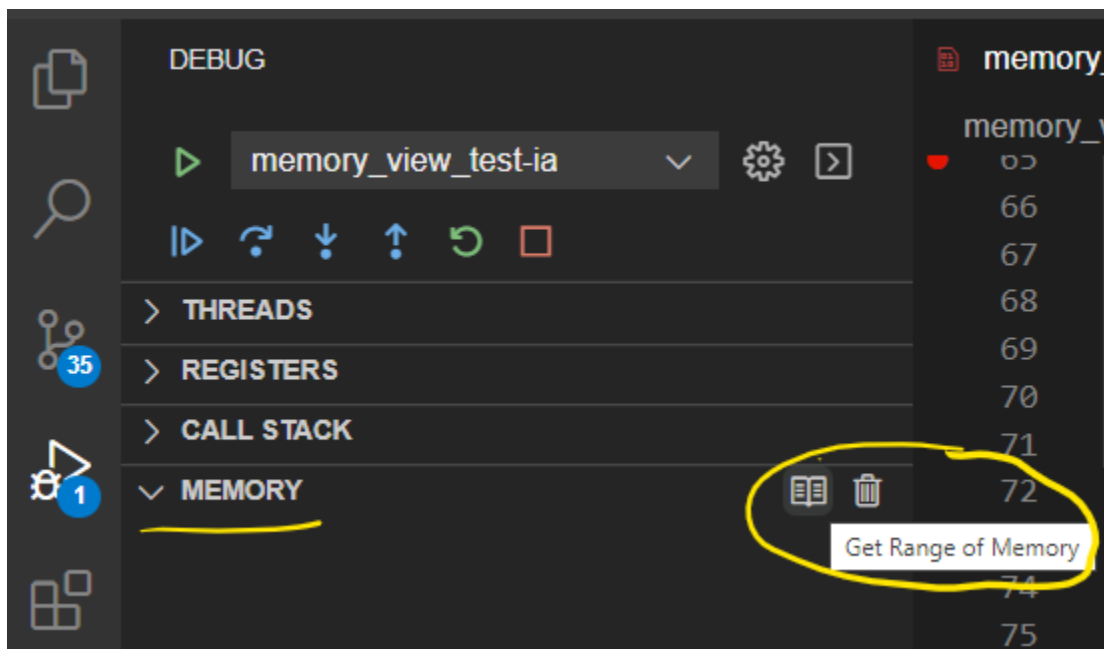 DEBUG
memory_
memory_view_test-ia
memory_v
65
66
67
68
69
70
71
72
74
75
THREADS
REGISTERS
CALL STACK
MEMORY
Get Range of Memory
35
1